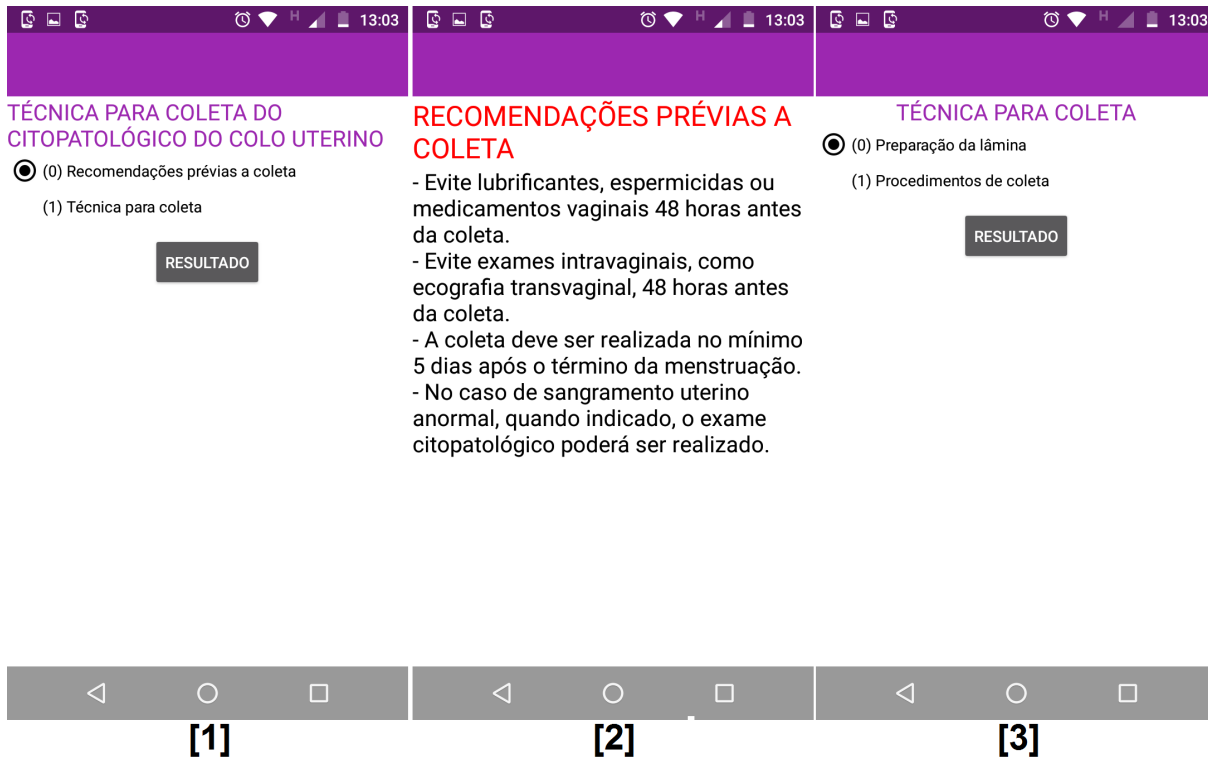 H 13:03
TÉCNICA PARA COLETA DO
CITOPATOLÓGICO DO COLO UTERINO
(0) Recomendações prévias a coleta
(1) Técnica para coleta
RESULTADO
[1]
H 13:03
RECOMENDAÇÕES PRÉVIAS A
COLETA
- Evite lubrificantes, espermicidas ou
medicamentos vaginais 48 horas antes
da coleta.
- Evite exames intravaginais, como
ecografia transvaginal, 48 horas antes
da coleta.
- A coleta deve ser realizada no mínimo
5 dias após o término da menstruação.
- No caso de sangramento uterino
anormal, quando indicado, o exame
citopatológico poderá ser realizado.
[2]
H 13:03
TÉCNICA PARA COLETA
(0) Preparação da lâmina
(1) Procedimentos de coleta
RESULTADO
[3]